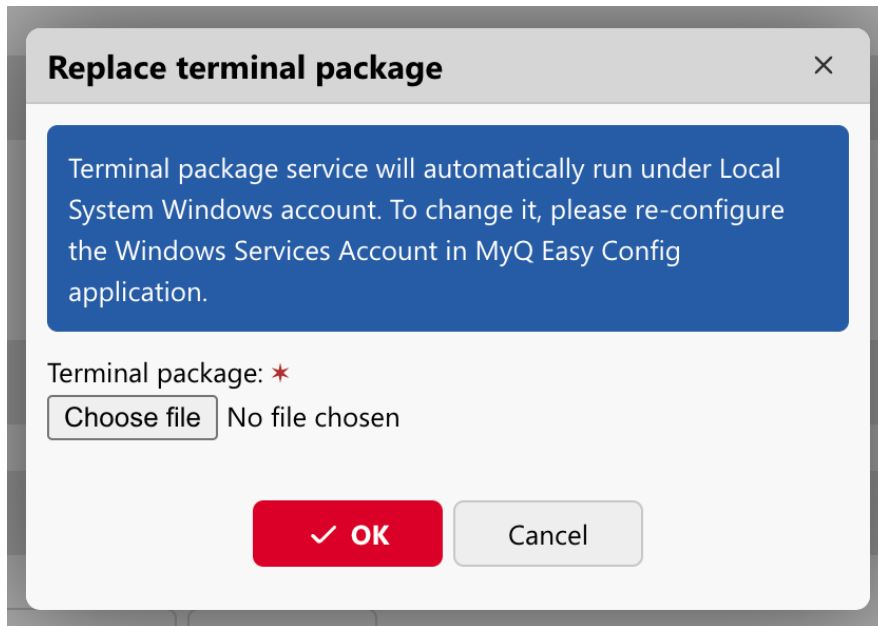 Replace terminal package
Terminal package service will automatically run under Local
System Windows account. To change it, please re-configure
the Windows Services Account in MyQ Easy Config
application.
Terminal package: ✶
Choose file No file chosen
OK
Cancel